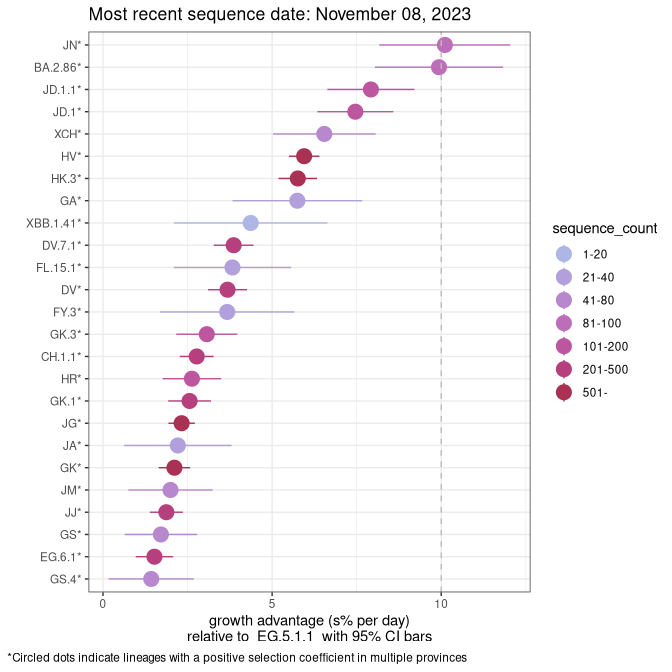 Most recent sequence date: November 08, 2023
JN*
BA.2.86*
JD.1.1*
JD.1*
XCH*
HV*
HK.3*
GA*
XBB.1.41*
DV.7.1*
FL.15.1*
DV*
FY.3*
GK.3*
CH.1.1*
HR*
GK.1*
JG*
JA*
GK*
JM*
JJ*
GS*
EG.6.1*
GS.4*
0
5
10
growth advantage (s% per day)
relative to EG.5.1.1 with 95% CI bars
sequence_count
1-20
21-40
41-80
81-100
101-200
201-500
501-
*Circled dots indicate lineages with a positive selection coefficient in multiple provinces